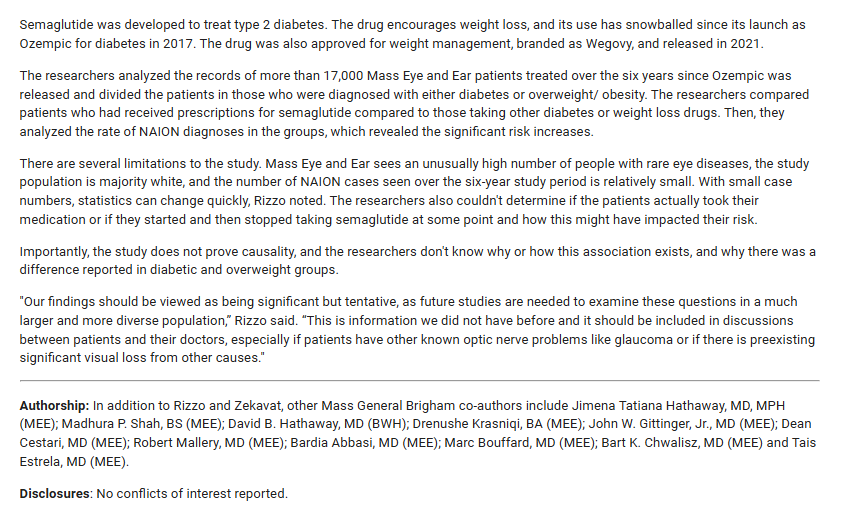 Semaglutide was developed to treat type 2 diabetes. The drug encourages weight loss, and its use has snowballed since its launch as
Ozempic for diabetes in 2017. The drug was also approved for weight management, branded as Wegovy, and released in 2021.
The researchers analyzed the records of more than 17,000 Mass Eye and Ear patients treated over the six years since Ozempic was
released and divided the patients in those who were diagnosed with either diabetes or overweight/ obesity. The researchers compared
patients who had received prescriptions for semaglutide compared to those taking other diabetes or weight loss drugs. Then, they
analyzed the rate of NAION diagnoses in the groups, which revealed the significant risk increases.
There are several limitations to the study. Mass Eye and Ear sees an unusually high number of people with rare eye diseases, the study
population is majority white, and the number of NAION cases seen over the six-year study period is relatively small. With small case
numbers, statistics can change quickly, Rizzo noted. The researchers also couldn't determine if the patients actually took their
medication or if they started and then stopped taking semaglutide at some point and how this might have impacted their risk.
Importantly, the study does not prove causality, and the researchers don't know why or how this association exists, and why there was a
difference reported in diabetic and overweight groups.
"Our findings should be viewed as being significant but tentative, as future studies are needed to examine these questions in a much
larger and more diverse population,” Rizzo said. “This is information we did not have before and it should be included in discussions
between patients and their doctors, especially if patients have other known optic nerve problems like glaucoma or if there is preexisting
significant visual loss from other causes."
Authorship: In addition to Rizzo and Zekavat, other Mass General Brigham co-authors include Jimena Tatiana Hathaway, MD, MPH
(MEE); Madhura P. Shah, BS (MEE); David B. Hathaway, MD (BWH); Drenushe Krasniqi, BA (MEE); John W. Gittinger, Jr., MD (MEE); Dean
Cestari, MD (MEE); Robert Mallery, MD (MEE); Bardia Abbasi, MD (MEE); Marc Bouffard, MD (MEE); Bart K. Chwalisz, MD (MEE) and Tais
Estrela, MD (MEE).
Disclosures: No conflicts of interest reported.